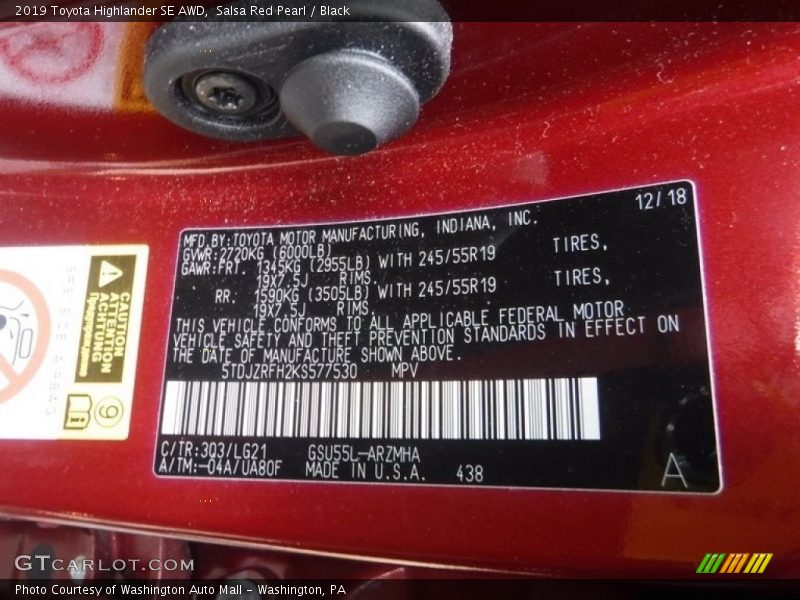 2019 Toyota Highlander SE AWD, Salsa Red Pearl / Black
12/18
MFD.BY:TOYOTA MOTOR MANUFACTURING, INDIANA, INC.
GVWR:2720KG (6000LB)
GAWR:FRT. 1345KG (2955LB) WITH 245/55R19 TIRES,
19X7.5J RIMS.
RR. 1590KG (3505LB) WITH 245/55R19 TIRES,
19X7.5J RIMS.
THIS VEHICLE CONFORMS TO ALL APPLICABLE FEDERAL MOTOR
VEHICLE SAFETY AND THEFT PREVENTION STANDARDS IN EFFECT ON
THE DATE OF MANUFACTURE SHOWN ABOVE.
5TDJZRFH2KS577530 MPV
C/TR:3Q3/LG21 GSU55L-ARZMHA
A/TM:-04A/UA80F MADE IN U.S.A. 438
A
CAUTION
ATTENTION
ACHTUNG
9
GTCARLOT.COM
Photo Courtesy of Washington Auto Mall - Washington, PA